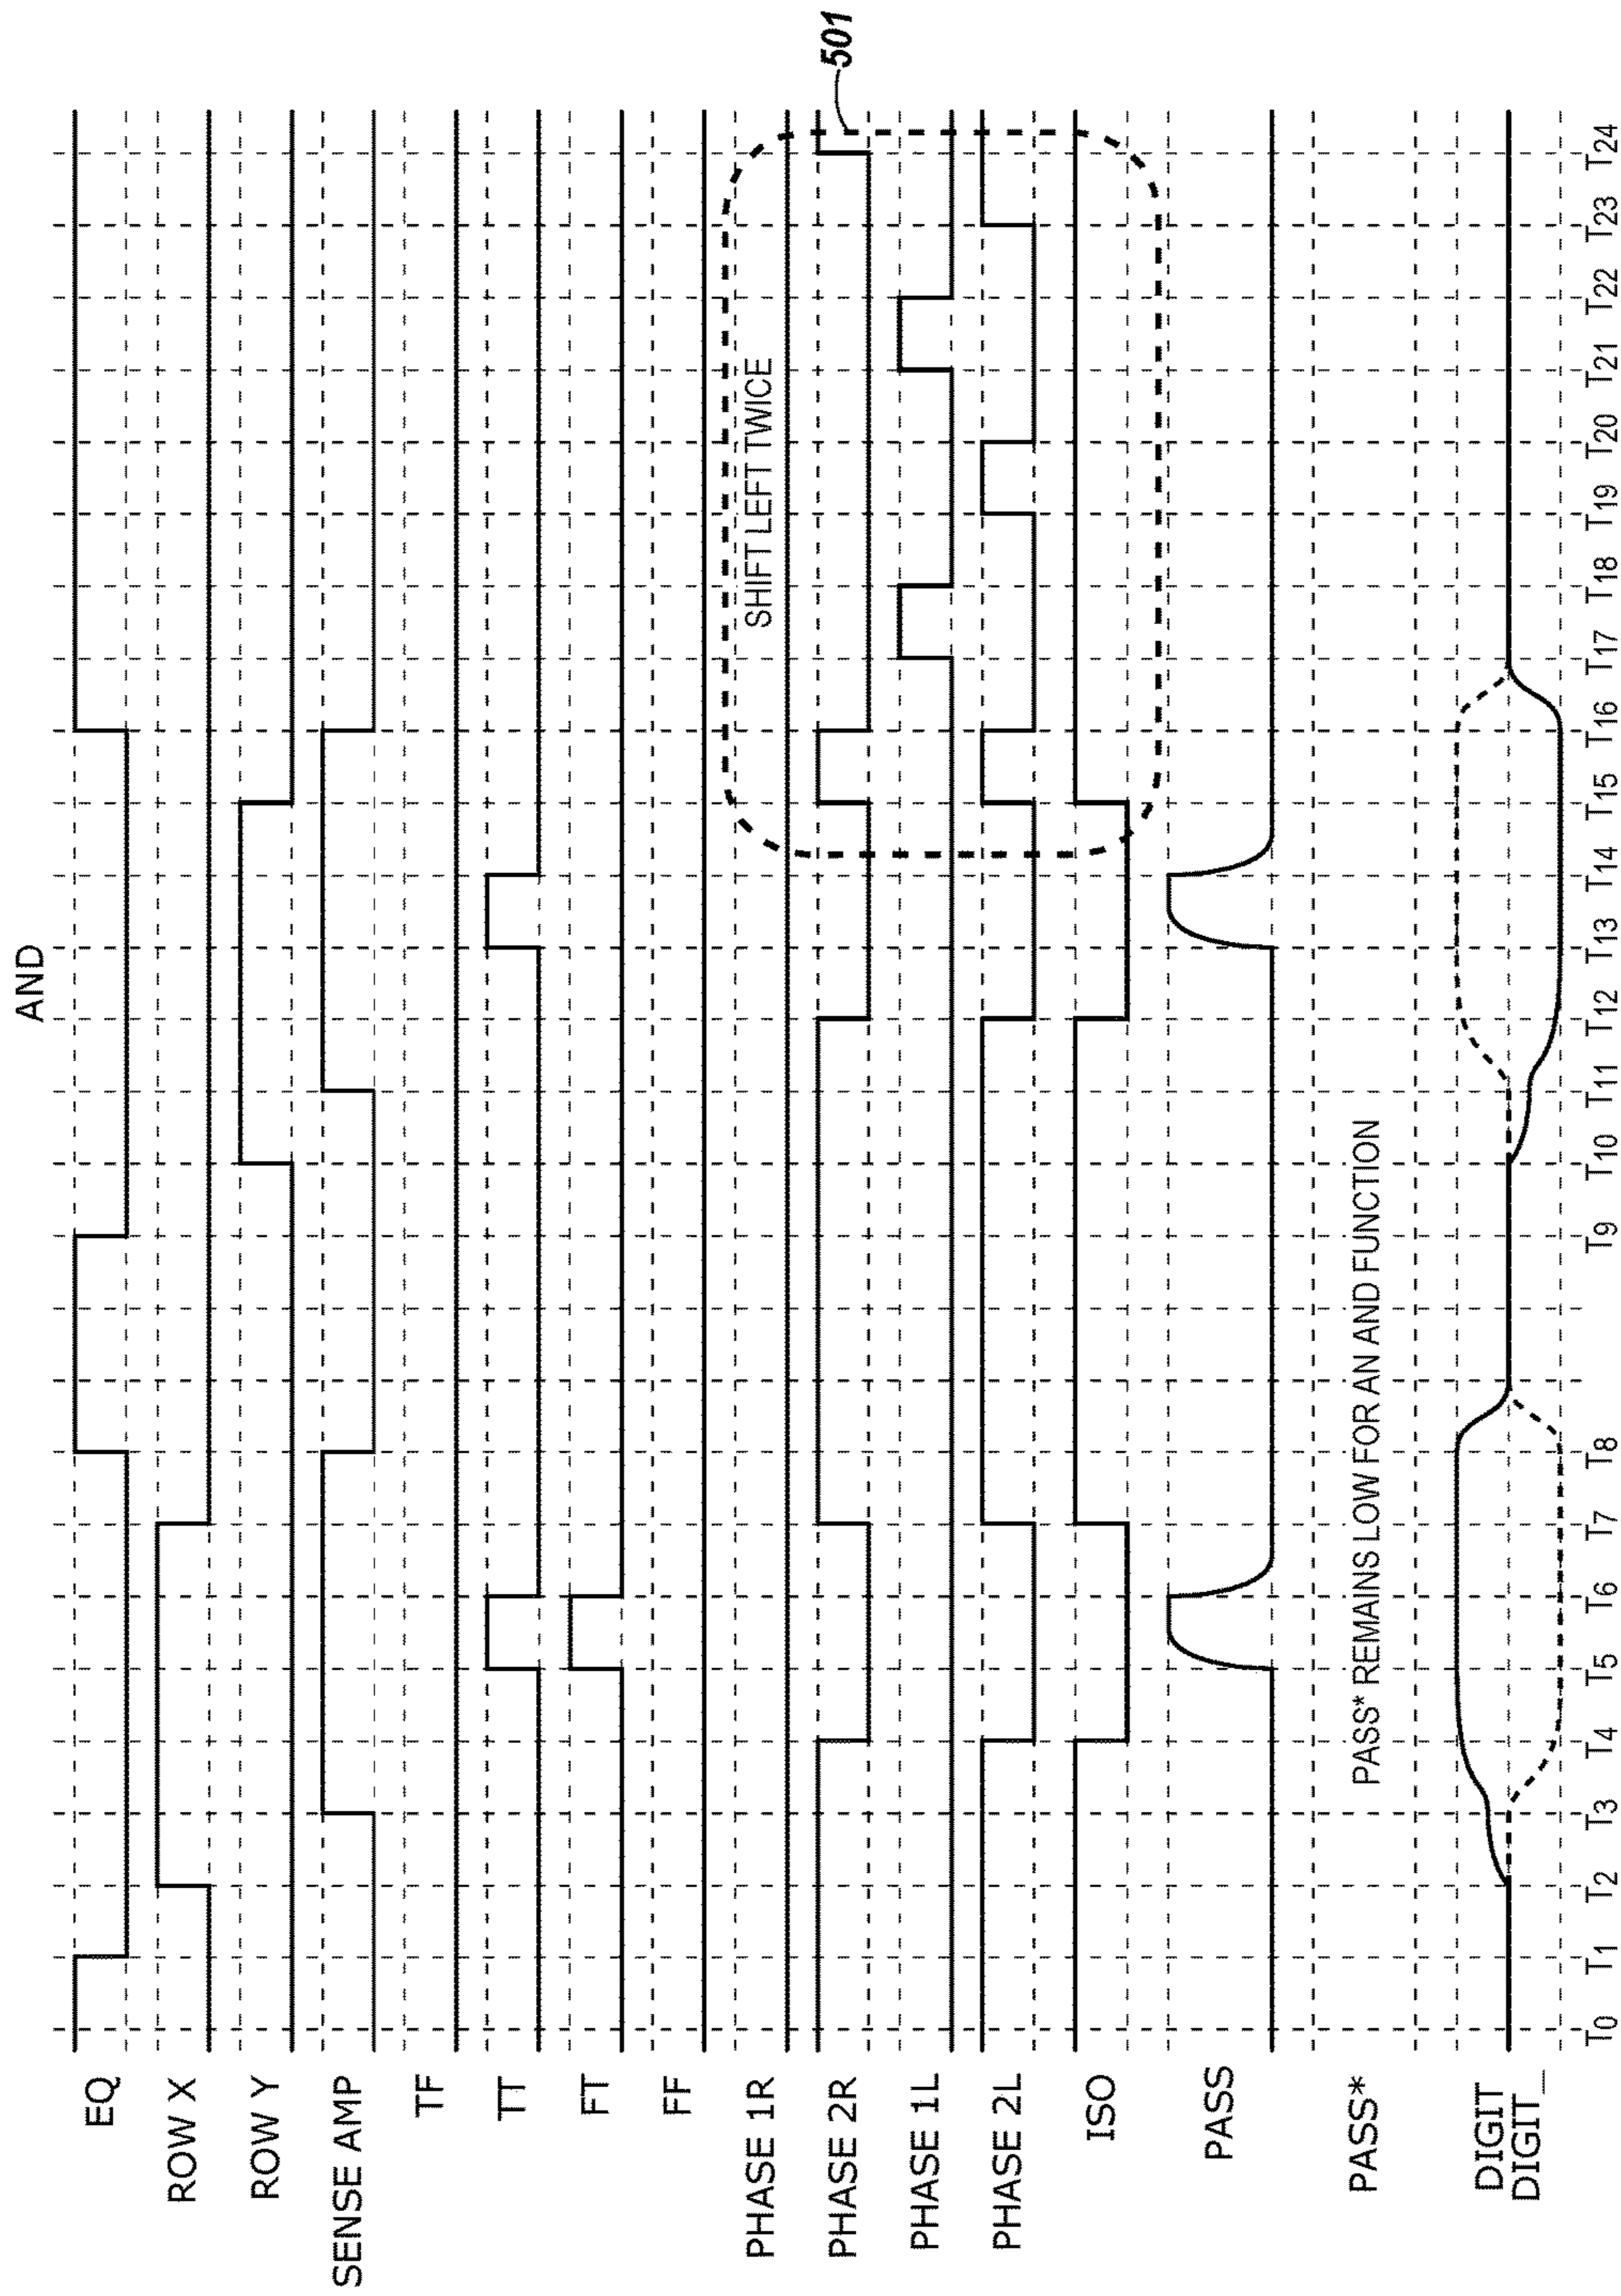 AND
EQ
ROW X
ROW Y
SENSE AMP
TF
TT
FT
FF
PHASE 1R
SHIFT LEFT TWICE
501
PHASE 2R
PHASE 1L
PHASE 2L
ISO
PASS
PASS*
PASS* REMAINS LOW FOR AN AND FUNCTION
DIGIT
DIGIT_
T0 T1 T2 T3 T4 T5 T6 T7 T8 T9 T10 T11 T12 T13 T14 T15 T16 T17 T18 T19 T20 T21 T22 T23 T24